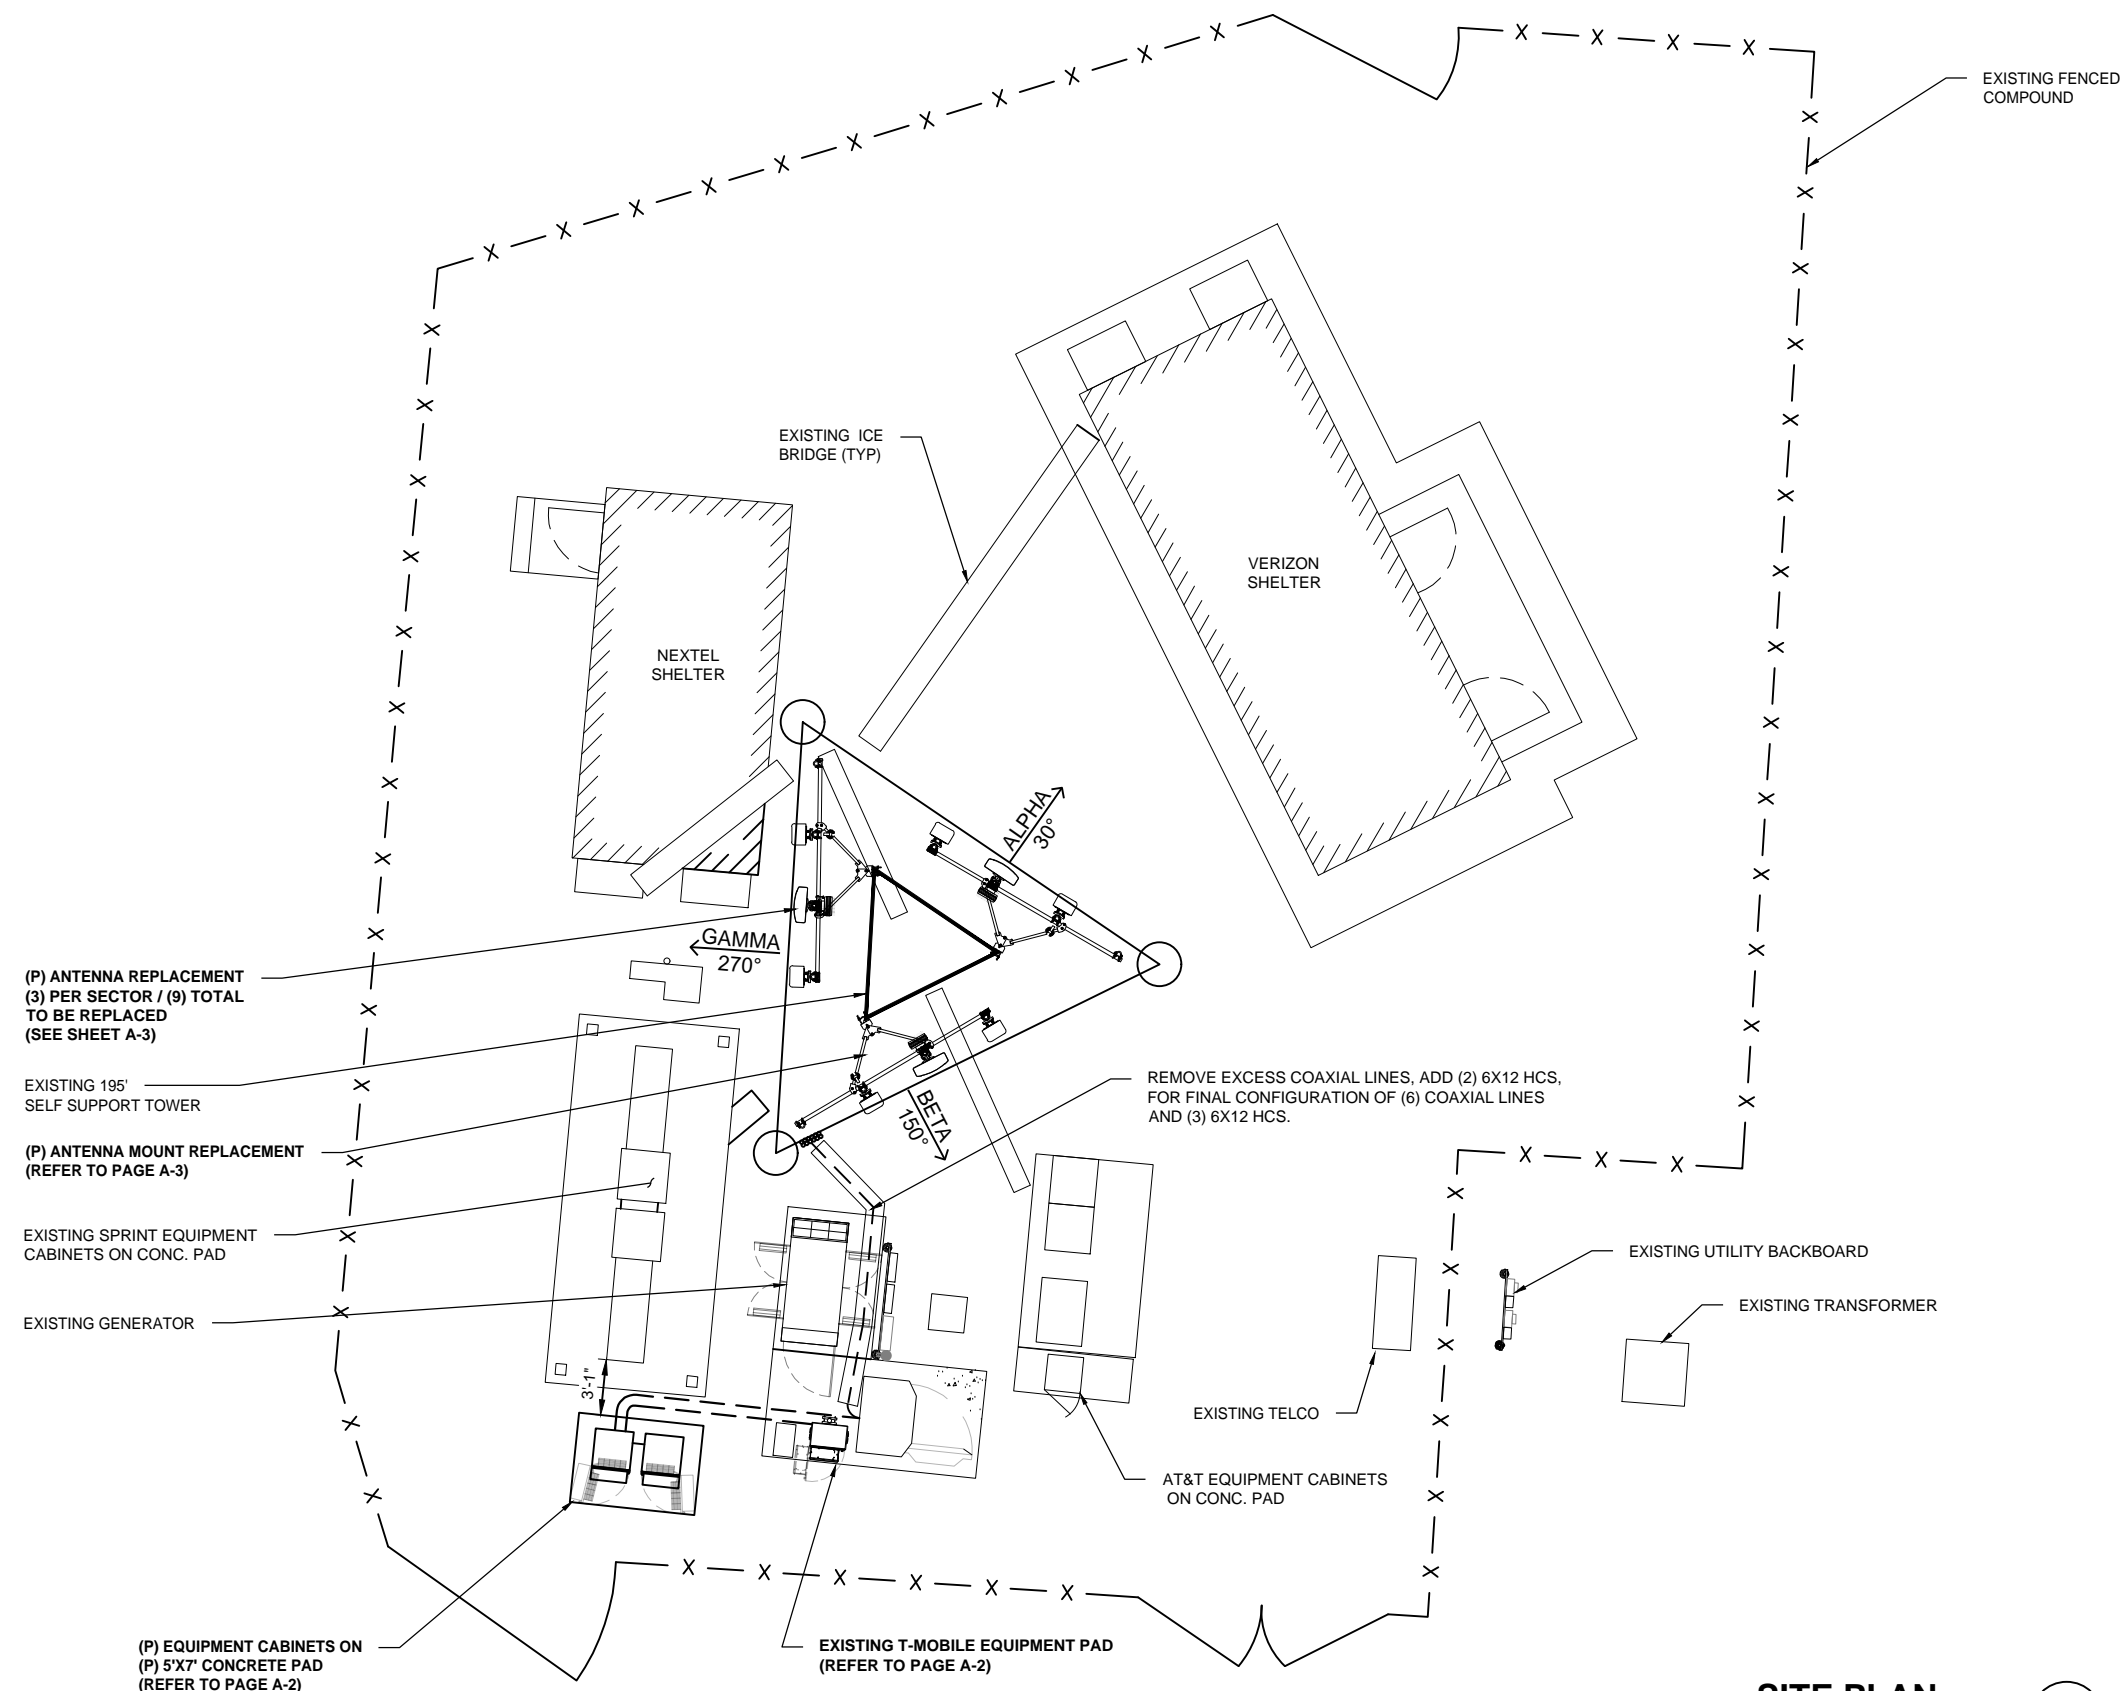 EXISTING FENCED
COMPOUND
EXISTING ICE
BRIDGE (TYP)
VERIZON
SHELTER
NEXTEL
SHELTER
ALPHA
30°
GAMMA
270°
BETA
150°
(P) ANTENNA REPLACEMENT
(3) PER SECTOR / (9) TOTAL
TO BE REPLACED
(SEE SHEET A-3)
EXISTING 195'
SELF SUPPORT TOWER
(P) ANTENNA MOUNT REPLACEMENT
(REFER TO PAGE A-3)
EXISTING SPRINT EQUIPMENT
CABINETS ON CONC. PAD
EXISTING GENERATOR
REMOVE EXCESS COAXIAL LINES, ADD (2) 6X12 HCS,
FOR FINAL CONFIGURATION OF (6) COAXIAL LINES
AND (3) 6X12 HCS.
EXISTING UTILITY BACKBOARD
EXISTING TRANSFORMER
3'-1"
EXISTING TELCO
AT&T EQUIPMENT CABINETS
ON CONC. PAD
(P) EQUIPMENT CABINETS ON
(P) 5'X7' CONCRETE PAD
(REFER TO PAGE A-2)
EXISTING T-MOBILE EQUIPMENT PAD
(REFER TO PAGE A-2)
SITE PLAN